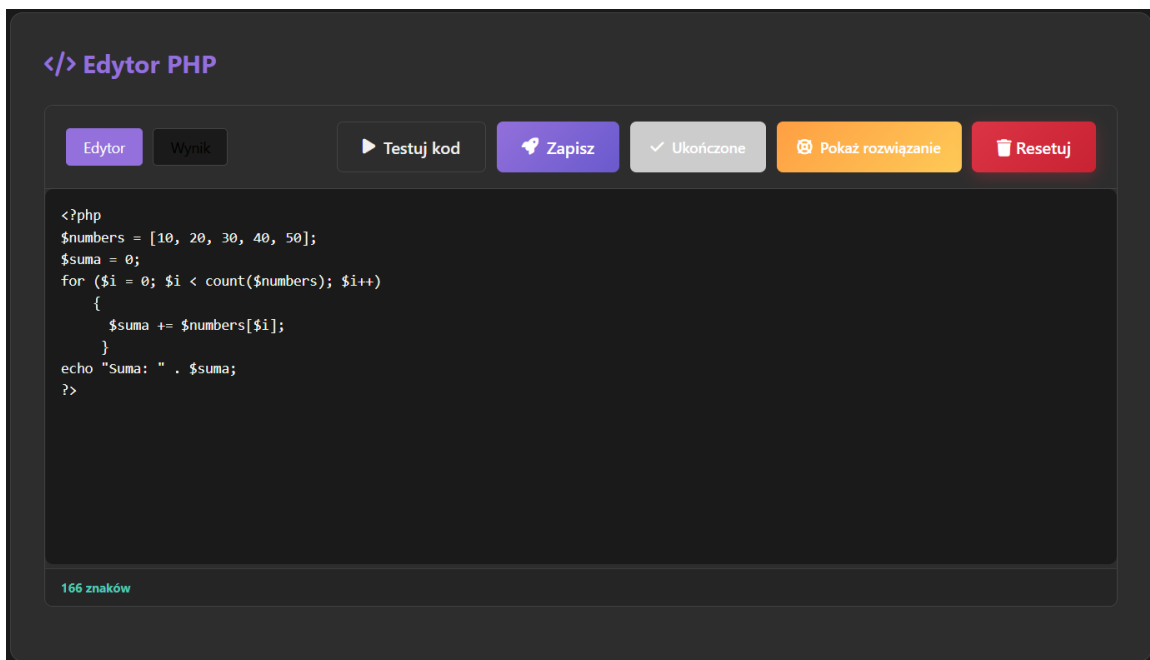 </> Edytor PHP
Edytor Wynik Testuj kod Zapisz Ukończone Pokaż rozwiązanie Resetuj
<?php
$numbers = [10, 20, 30, 40, 50];
$suma = 0;
for ($i = 0; $i < count($numbers); $i++)
    {
      $suma += $numbers[$i];
     }
echo "Suma: " . $suma;
?>
166 znaków